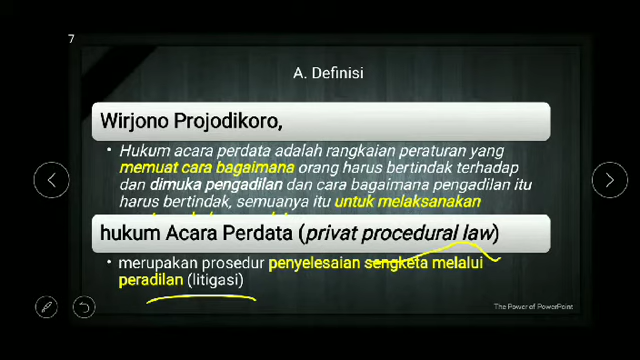 7
A. Definisi
Wirjono Projodikoro,
• Hukum acara perdata adalah rangkaian peraturan yang
memuat cara bagaimana orang harus bertindak terhadap
dan dimuka pengadilan dan cara bagaimana pengadilan itu
harus bertindak, semuanya itu untuk melaksanakan
hukum Acara Perdata (privat procedural law)
• merupakan prosedur penyelesaian sengketa melalui
peradilan (litigasi)
The Power of PowerPoint